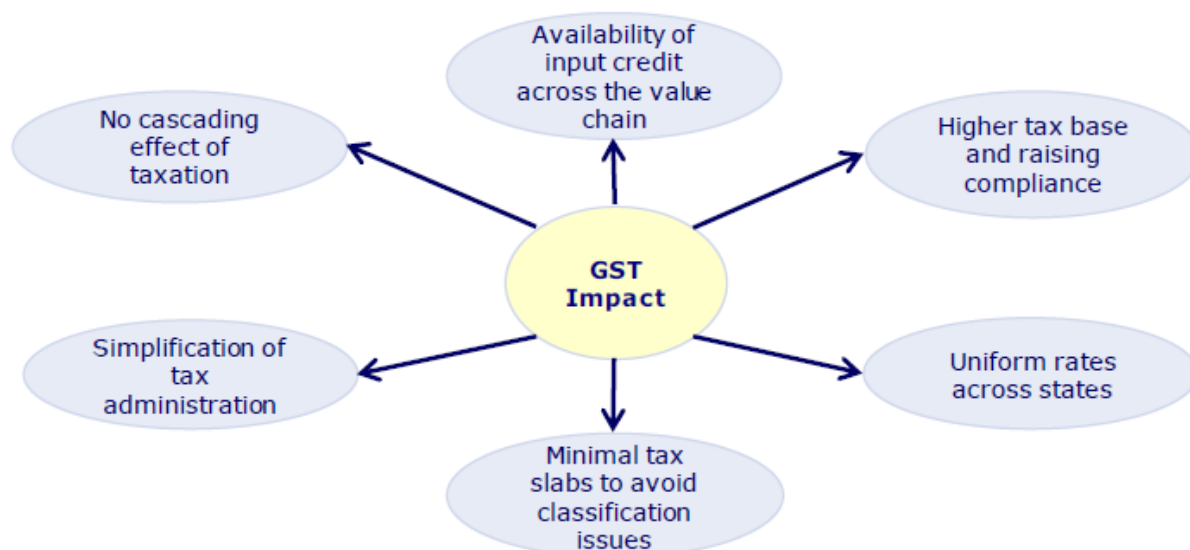 Availability of
input credit
across the value
chain
No cascading
effect of
taxation
Higher tax base
and raising
compliance
GST
Impact
Simplification of
tax
administration
Uniform rates
across states
Minimal tax
slabs to avoid
classification
issues